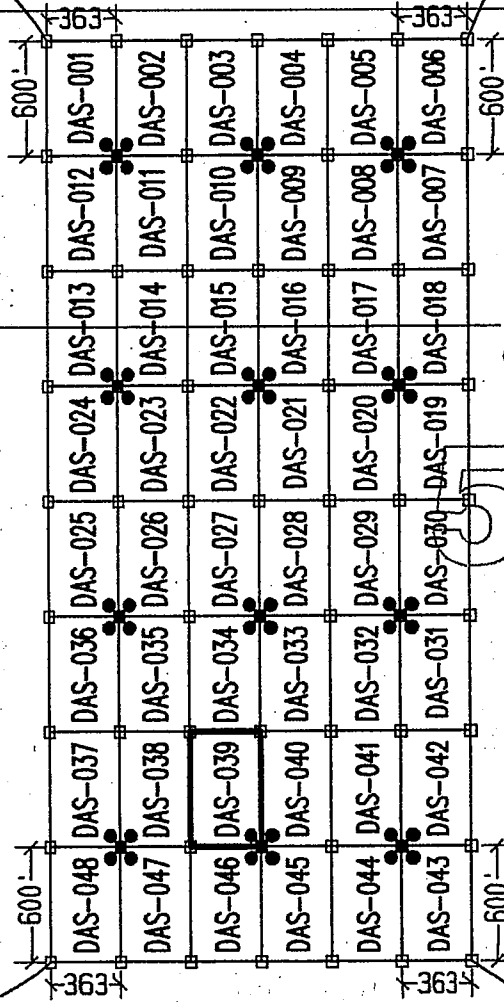 363 363
600' 600'
DAS-001 DAS-002 DAS-003 DAS-004 DAS-005 DAS-006
DAS-012 DAS-011 DAS-010 DAS-009 DAS-008 DAS-007
DAS-013 DAS-014 DAS-015 DAS-016 DAS-017 DAS-018
DAS-024 DAS-023 DAS-022 DAS-021 DAS-020 DAS-019
5
DAS-025 DAS-026 DAS-027 DAS-028 DAS-029 DAS-030
DAS-036 DAS-035 DAS-034 DAS-033 DAS-032 DAS-031
DAS-037 DAS-038 DAS-039 DAS-040 DAS-041 DAS-042
DAS-048 DAS-047 DAS-046 DAS-045 DAS-044 DAS-043
600' 600'
363 363